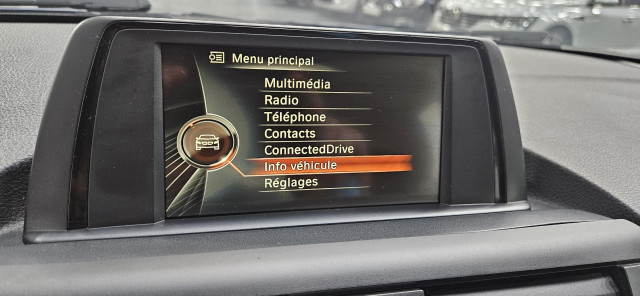 Menu principal
Multimédia
Radio
Téléphone
Contacts
ConnectedDrive
Info véhicule
Réglages